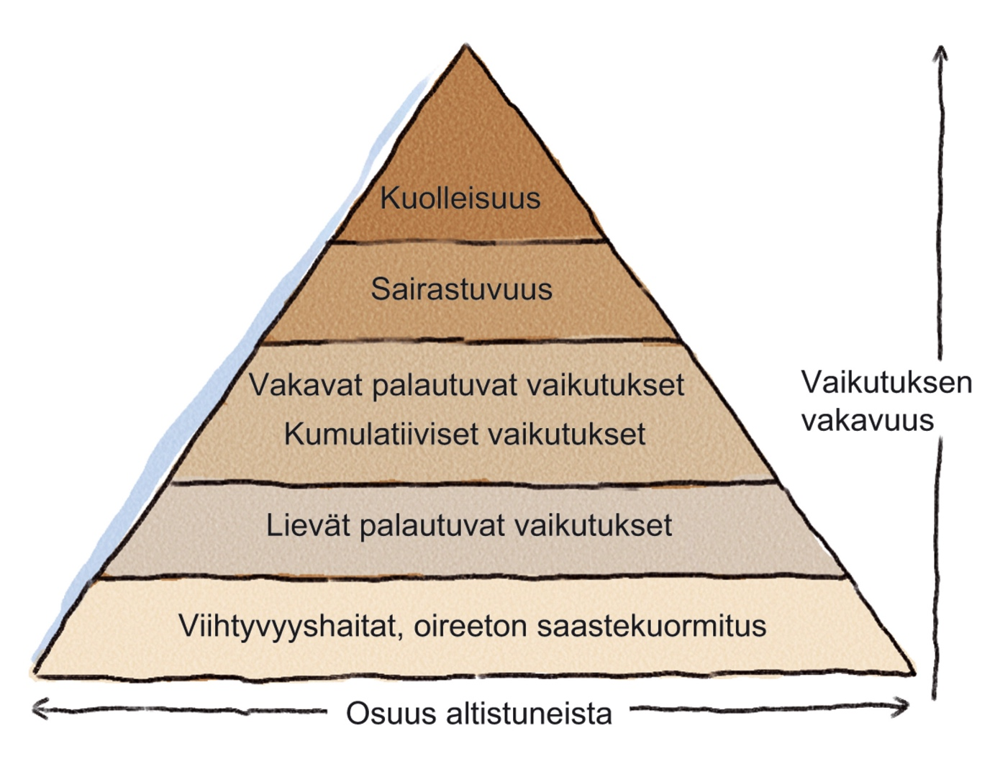 Kuolleisuus
Sairastuvuus
Vakavat palautuvat vaikutukset
Kumulatiiviset vaikutukset
Lievät palautuvat vaikutukset
Viihtyvyyshaitat, oireeton saastekuormitus
Osuus altistuneista
Vaikutuksen
vakavuus